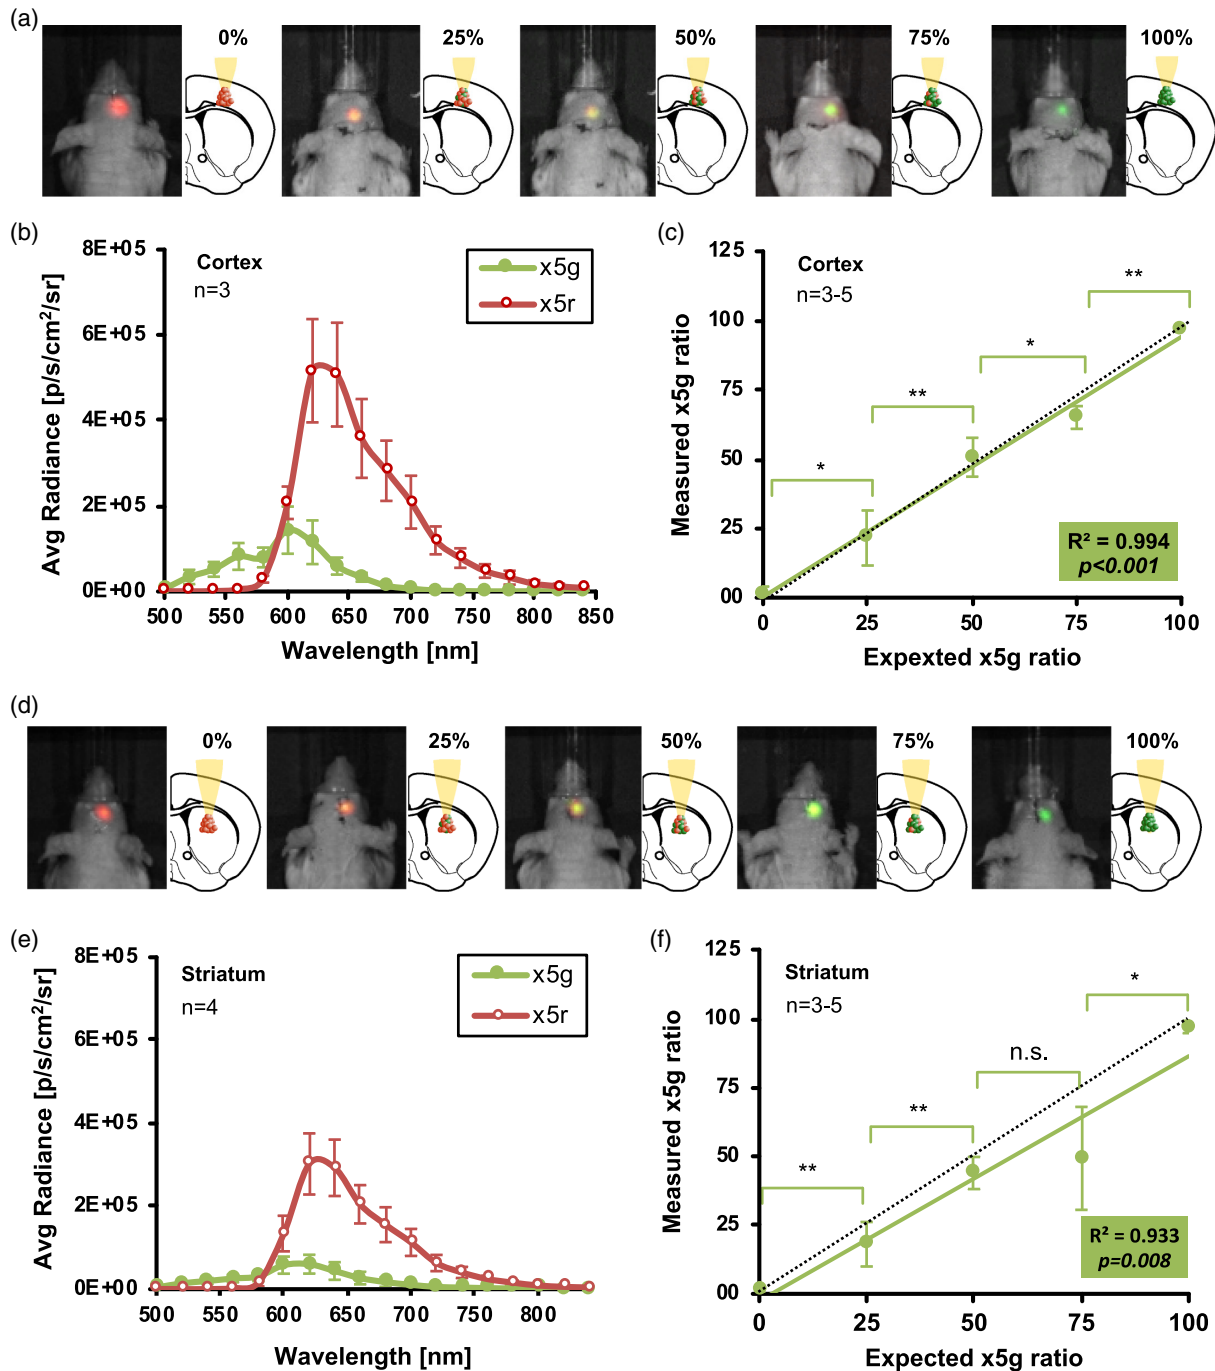 (a)
0%
25%
50%
75%
100%
(b)
8E+05
6E+05
4E+05
2E+05
0E+00
Avg Radiance [p/s/cm²/sr]
Cortex
n=3
x5g
x5r
500
550
600
650
700
750
800
850
Wavelength [nm]
(c)
125
100
75
50
25
00
Measured x5g ratio
Cortex
n=3-5
*
**
*
**
R² = 0.994
p<0.001
0
25
50
75
100
Expexted x5g ratio
(d)
0%
25%
50%
75%
100%
(e)
8E+05
6E+05
4E+05
2E+05
0E+00
Avg Radiance [p/s/cm²/sr]
Striatum
n=4
x5g
x5r
500
550
600
650
700
750
800
Wavelength [nm]
(f)
125
100
75
50
25
00
Measured x5g ratio
Striatum
n=3-5
**
**
n.s.
*
R² = 0.933
p=0.008
0
25
50
75
100
Expected x5g ratio